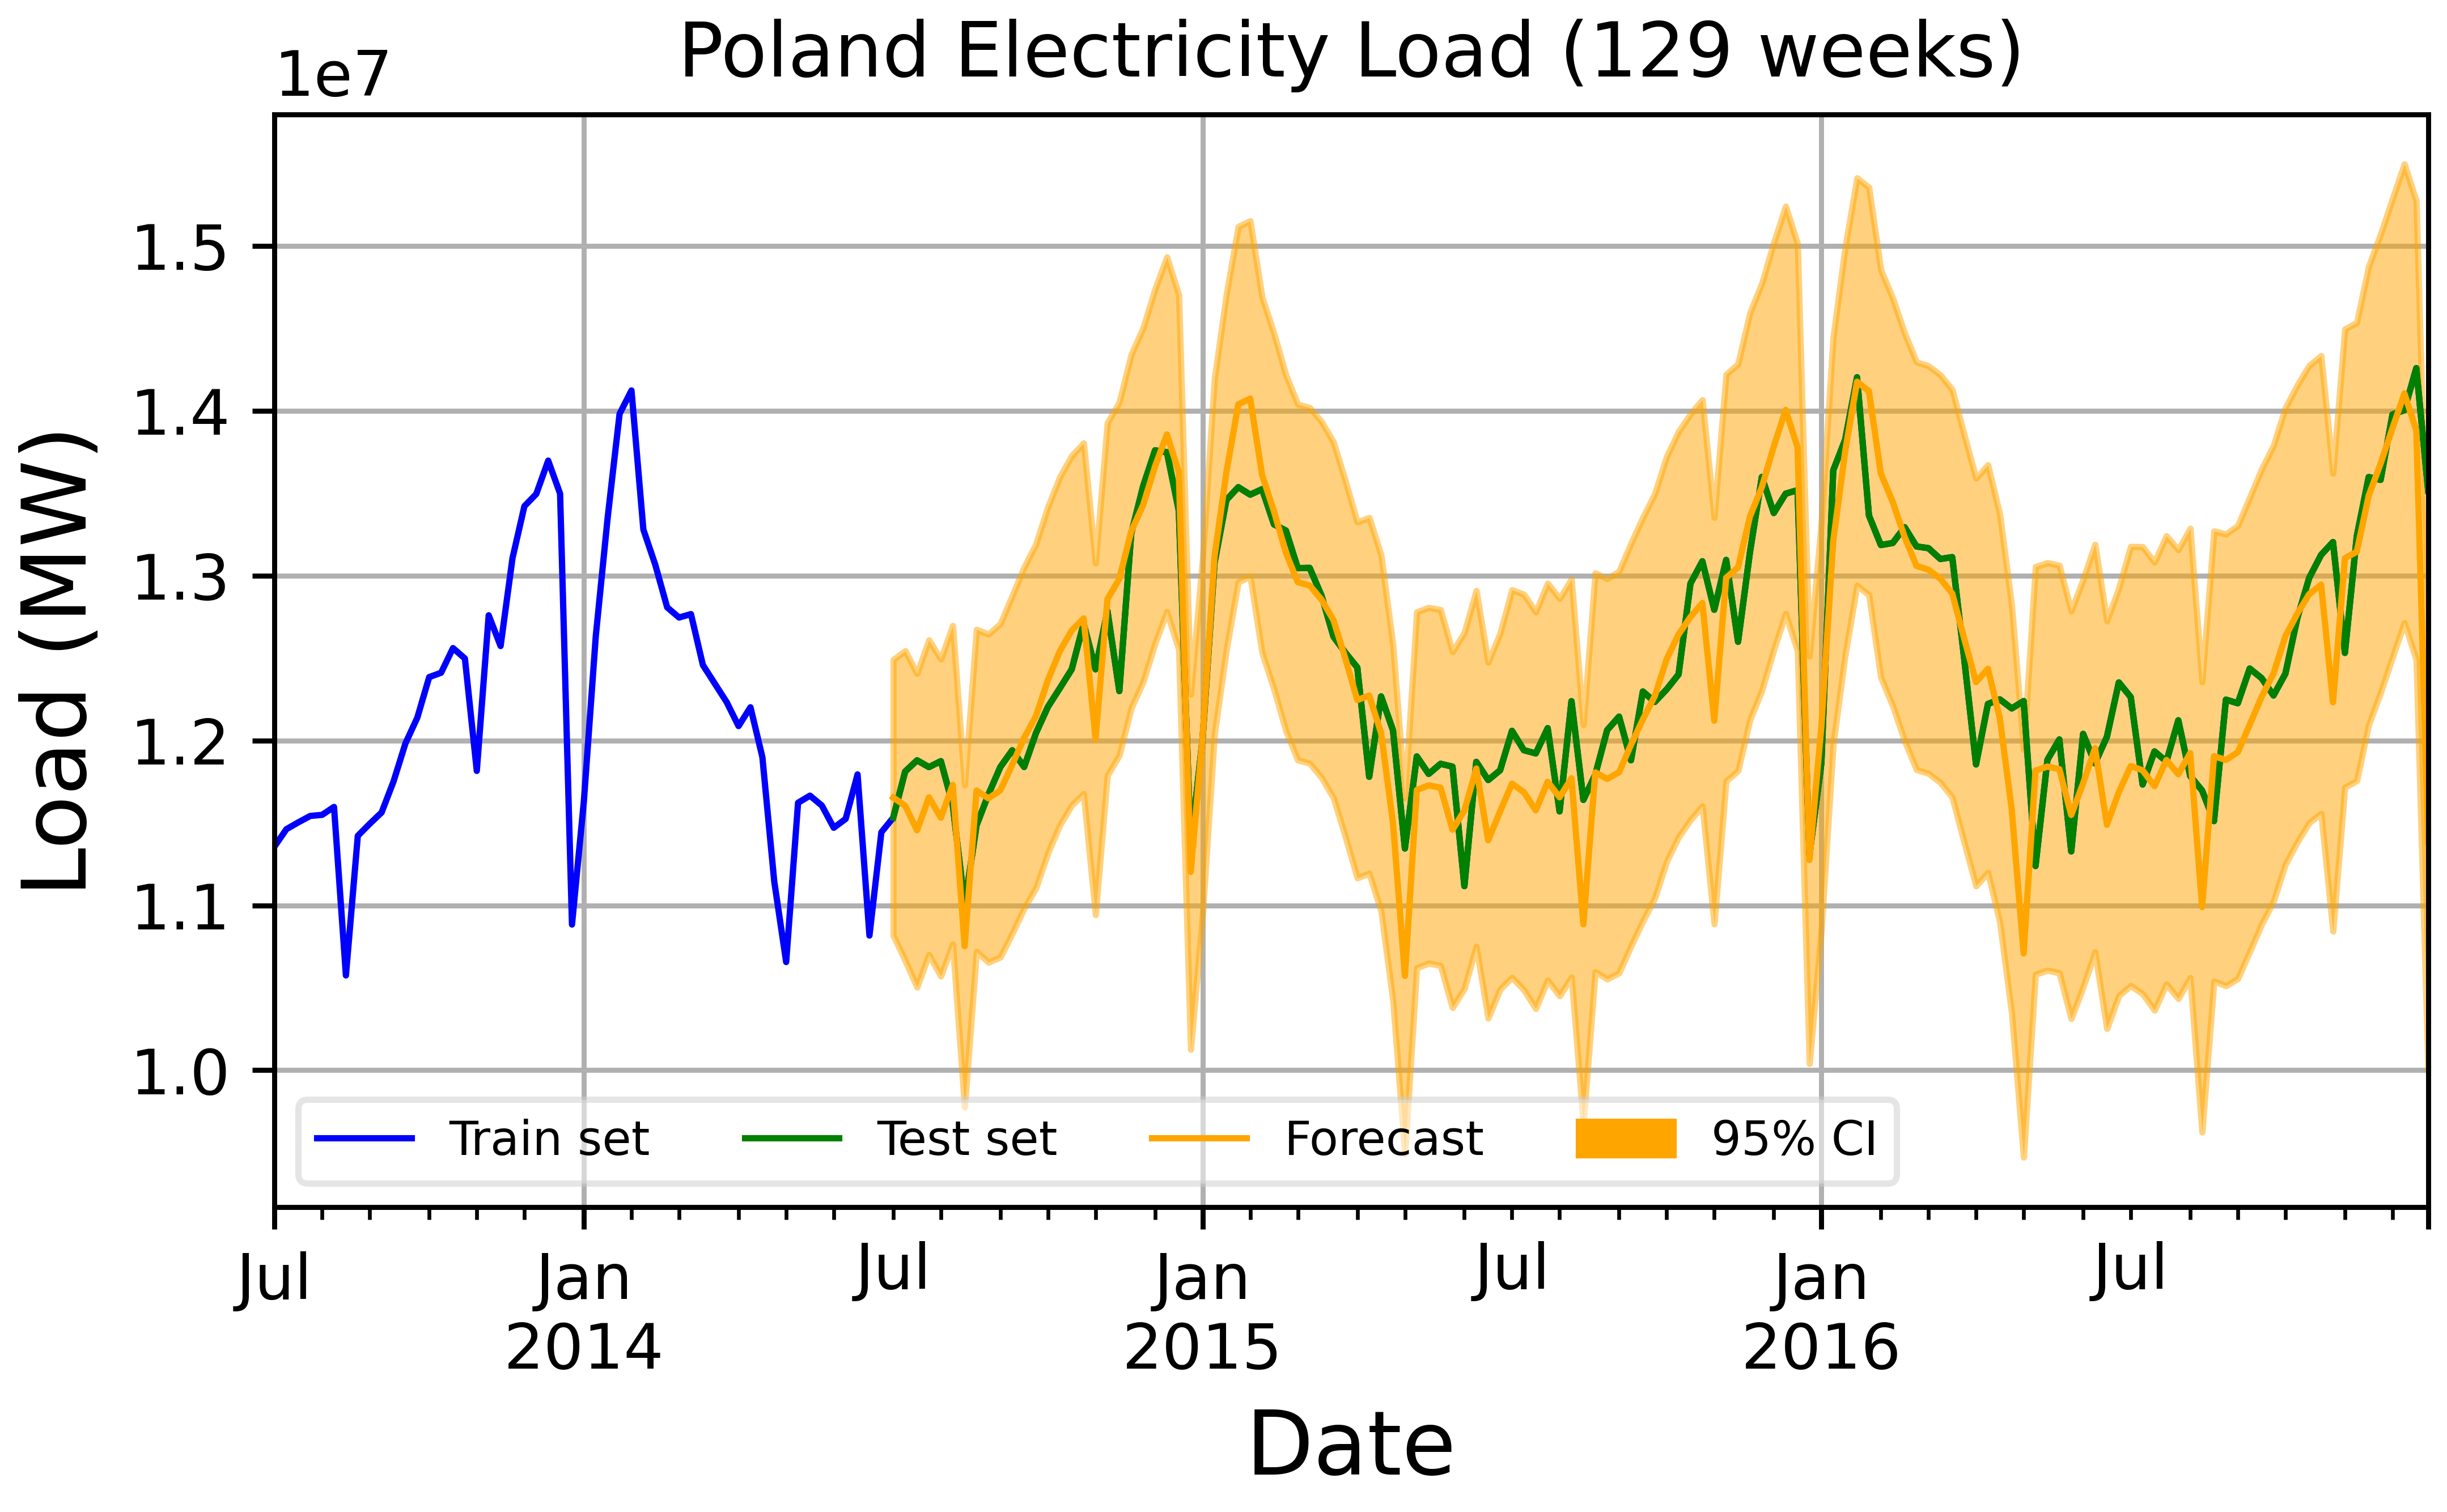 Poland Electricity Load (129 weeks)
1e7
1.5
1.4
1.3
1.2
1.1
1.0
Load (MW)
Train set
Test set
Forecast
95% CI
Jul
Jan
2014
Jul
Jan
2015
Jul
Jan
2016
Jul
Date